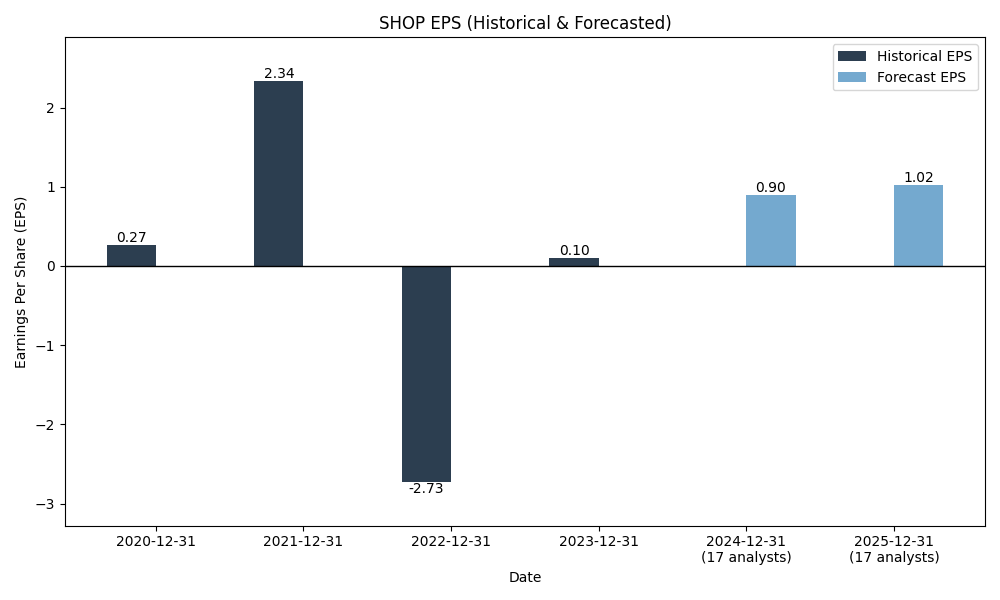 SHOP EPS (Historical & Forecasted)
Historical EPS
Forecast EPS
Earnings Per Share (EPS)
2
1
0
−1
−2
−3
0.27
2.34
-2.73
0.10
0.90
1.02
2020-12-31
2021-12-31
2022-12-31
2023-12-31
2024-12-31
(17 analysts)
2025-12-31
(17 analysts)
Date